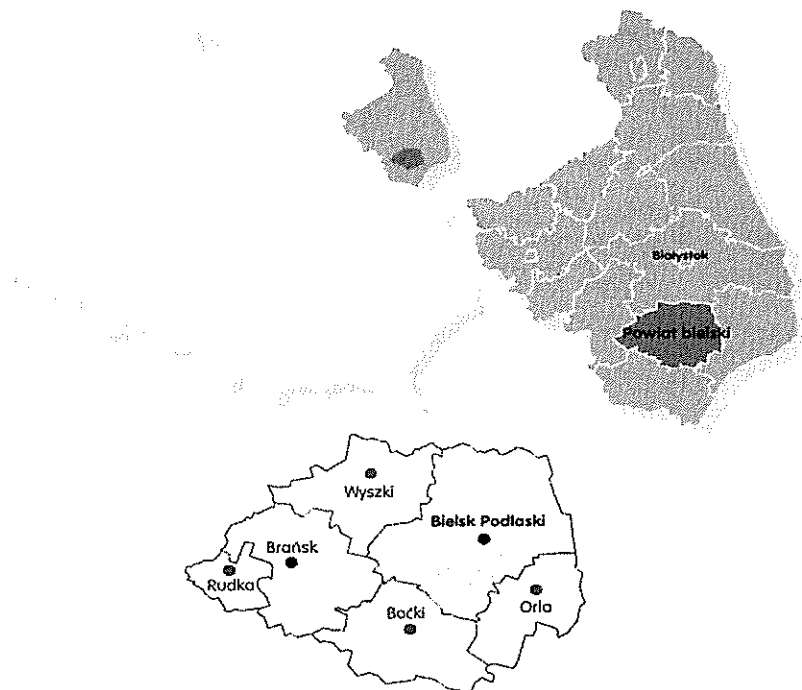 Białystok
Powiat bielski
Wyszki
Bielsk Podlaski
Brańsk
Rudka
Boćki
Orla